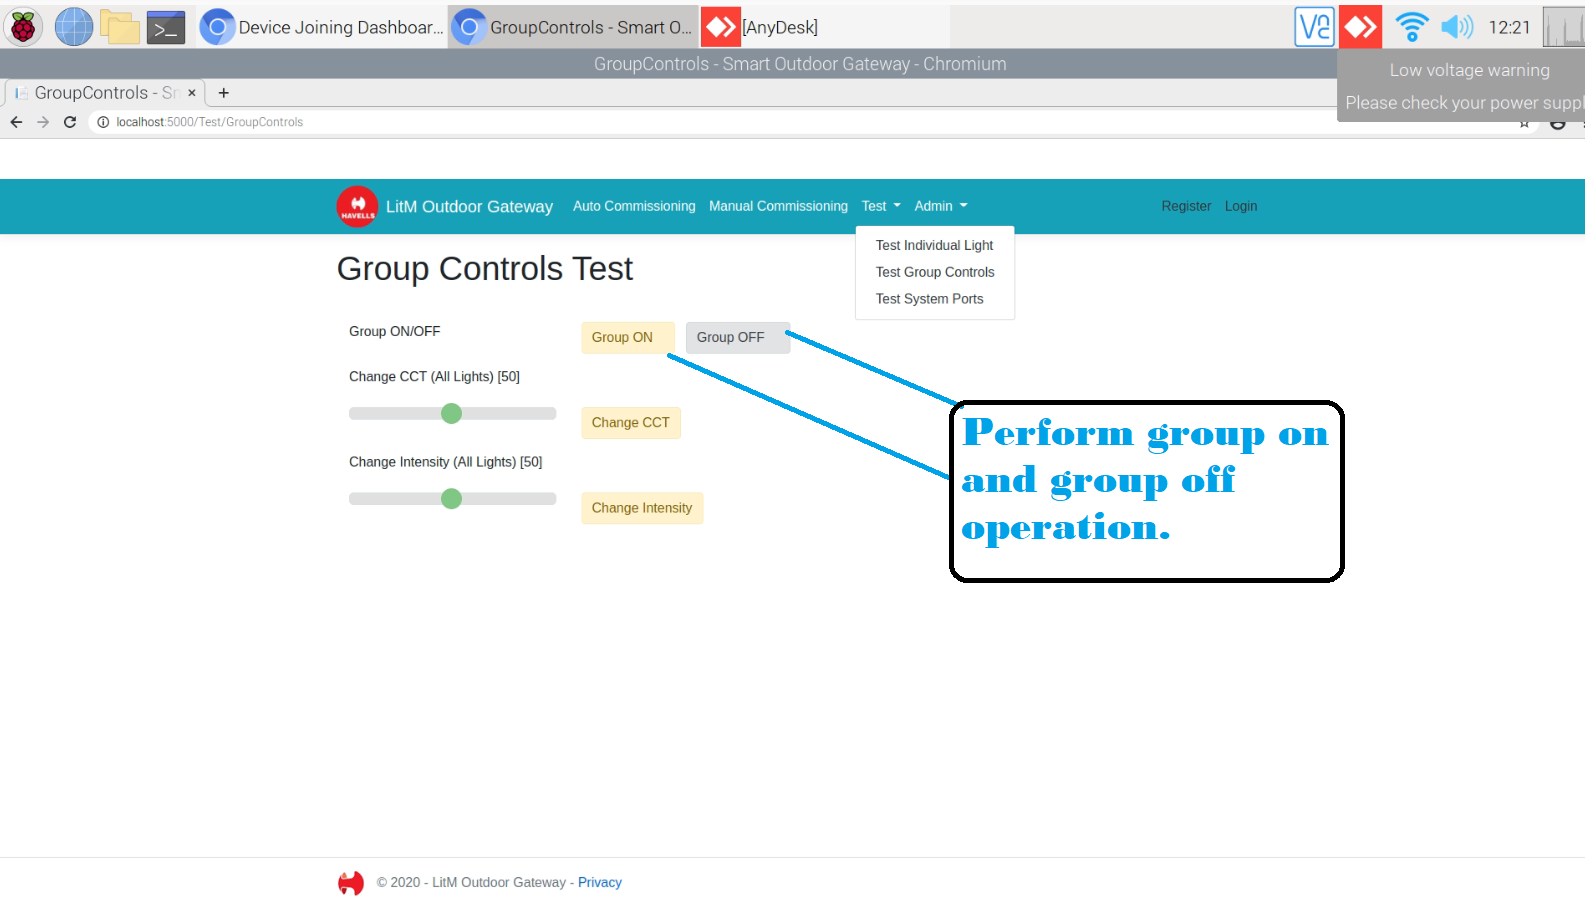 Device Joining Dashboar...
GroupControls - Smart O...
[AnyDesk]
12:21
GroupControls - Smart Outdoor Gateway - Chromium
Low voltage warning
Please check your power suppl
GroupControls - Sm
localhost:5000/Test/GroupControls
HAVELLS
LitM Outdoor Gateway
Auto Commissioning
Manual Commissioning
Test
Admin
Register
Login
Test Individual Light
Test Group Controls
Test System Ports
Group Controls Test
Group ON/OFF
Group ON
Group OFF
Change CCT (All Lights) [50]
Change CCT
Change Intensity (All Lights) [50]
Change Intensity
Perform group on
and group off
operation.
© 2020 - LitM Outdoor Gateway - Privacy